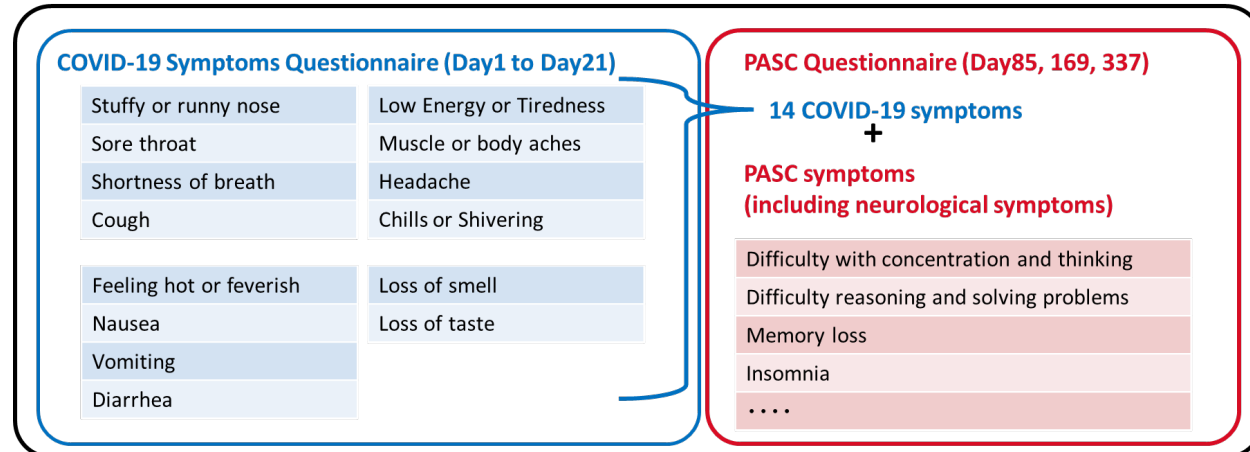 COVID-19 Symptoms Questionnaire (Day1 to Day21)
Stuffy or runny nose
Sore throat
Shortness of breath
Cough
Low Energy or Tiredness
Muscle or body aches
Headache
Chills or Shivering
Feeling hot or feverish
Nausea
Vomiting
Diarrhea
Loss of smell
Loss of taste
PASC Questionnaire (Day85, 169, 337)
14 COVID-19 symptoms
+
PASC symptoms
(including neurological symptoms)
Difficulty with concentration and thinking
Difficulty reasoning and solving problems
Memory loss
Insomnia
････